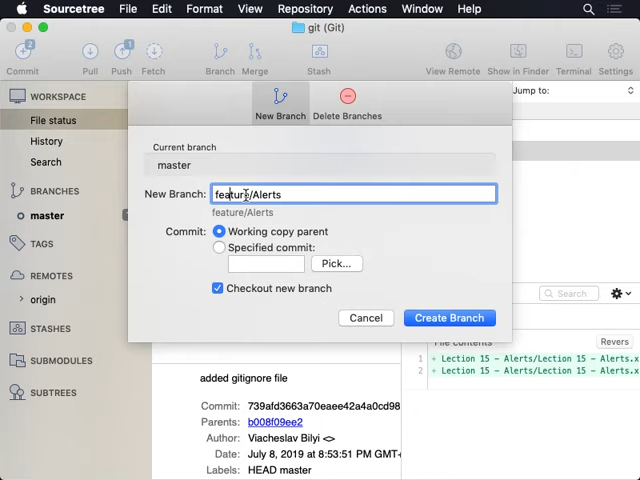 Sourcetree File Edit Format View Repository Actions Window Help
git (Git)
2 1
Commit Pull Push Fetch Branch Merge Stash View Remote Show in Finder Terminal Settings
WORKSPACE
File status
History
Search
BRANCHES
master
TAGS
REMOTES
origin
STASHES
SUBMODULES
SUBTREES
New Branch Delete Branches
Jump to:
Current branch
master
New Branch: feature/Alerts
feature/Alerts
Commit: Working copy parent
Specified commit:
Pick...
Checkout new branch
Cancel Create Branch
Search
File contents Revers
1 + Lection 15 – Alerts/Lection 15 – Alerts.x
2 + Lection 15 – Alerts/Lection 15 – Alerts.x
added gitignore file
Commit: 739afd3663a70eaee42a4a0cd98
Parents: b008f09ee2
Author: Viacheslav Bilyi <>
Date: July 8, 2019 at 8:53:51 PM GMT+
Labels: HEAD master